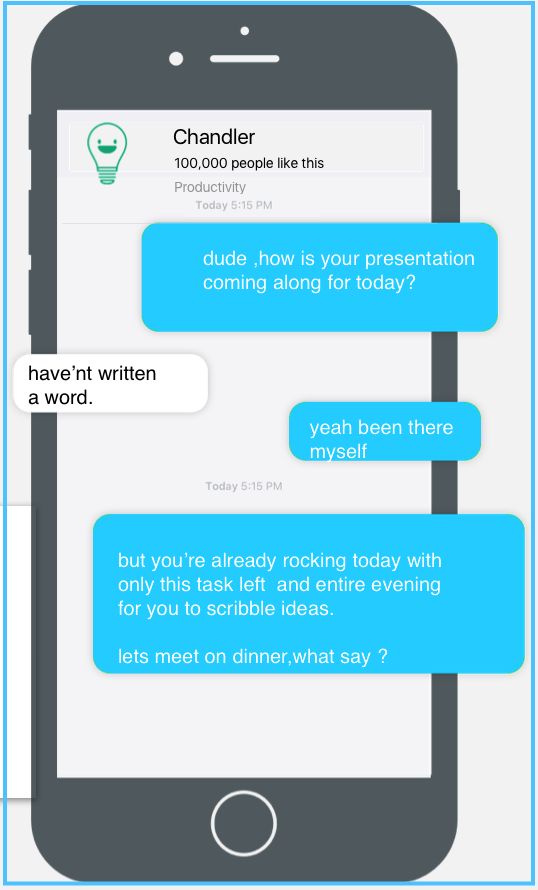 Chandler
100,000 people like this
Productivity
Today 5:15 PM
dude ,how is your presentation
coming along for today?
have'nt written
a word.
yeah been there
myself
Today 5:15 PM
but you're already rocking today with
only this task left  and entire evening
for you to scribble ideas.
lets meet on dinner,what say ?